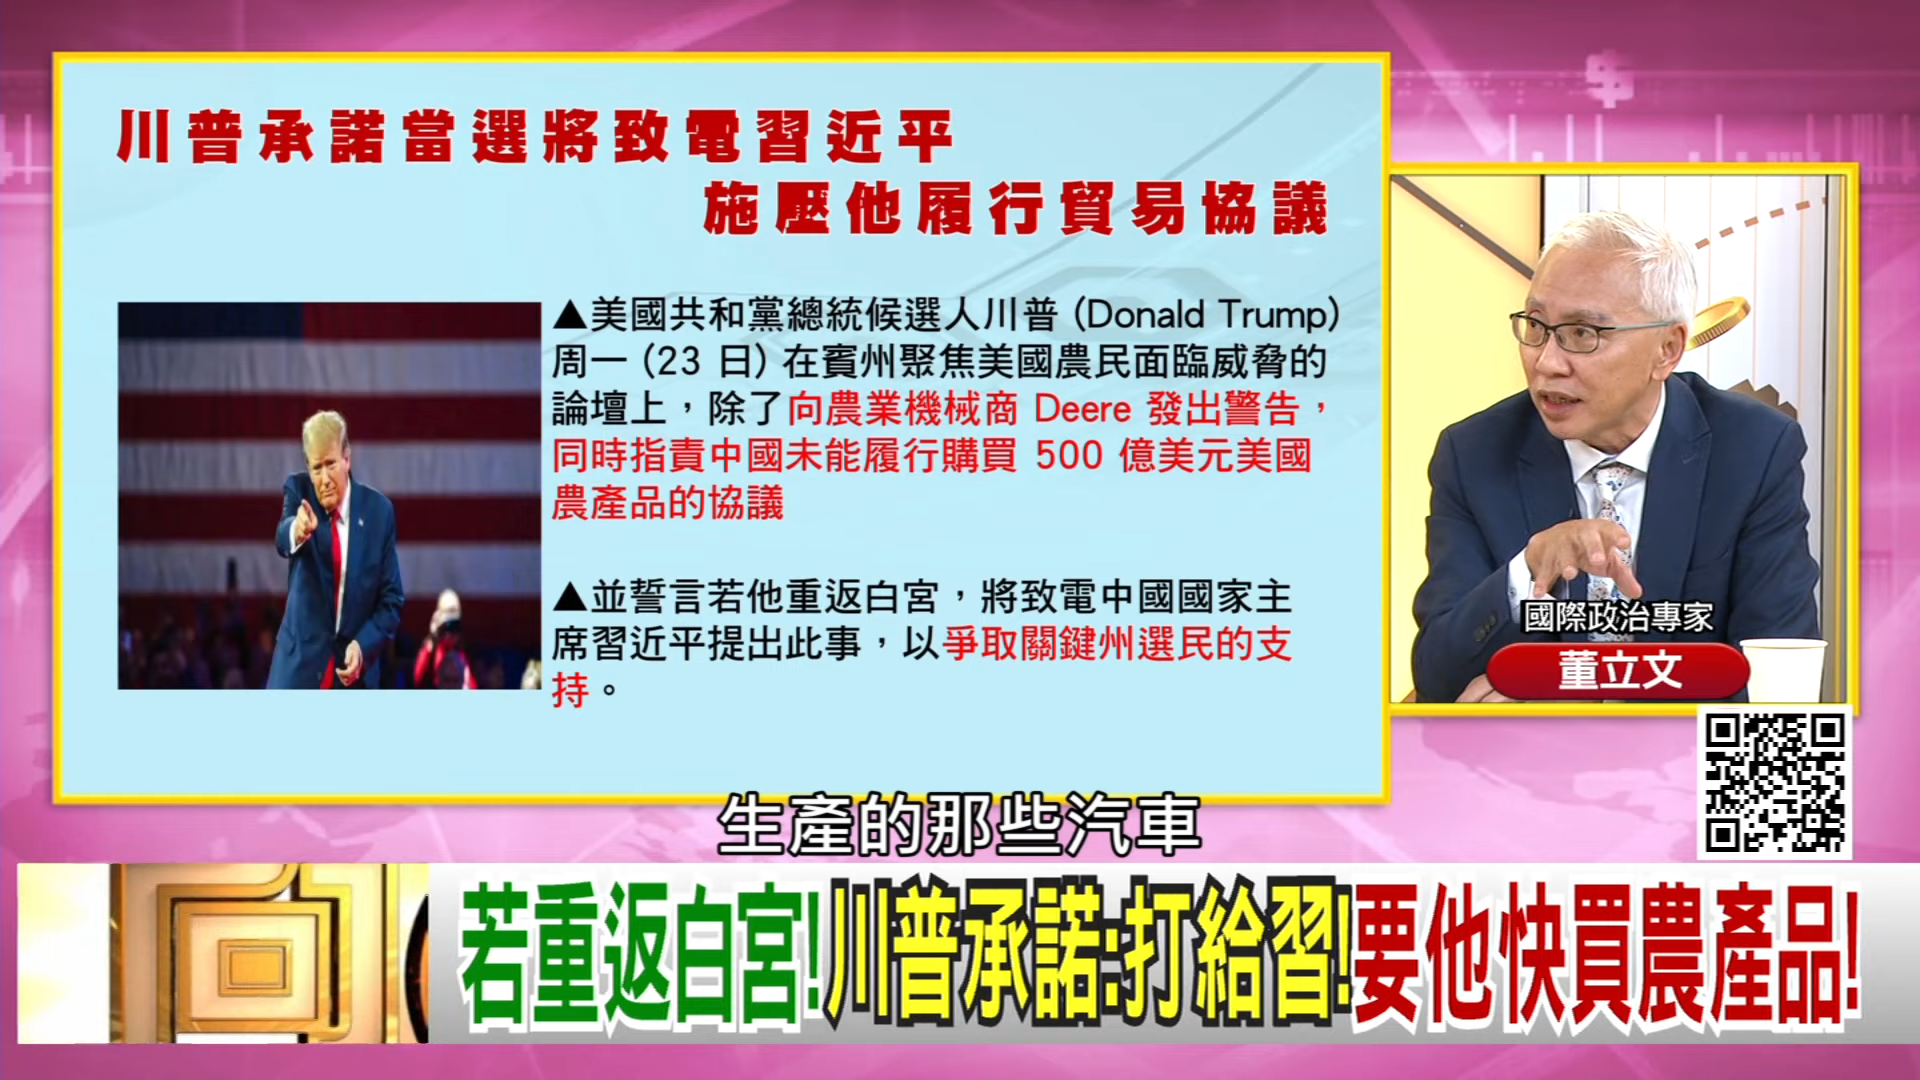 川普承諾當選將致電習近平
施壓他履行貿易協議
▲美國共和黨總統候選人川普 (Donald Trump)
周一 (23 日) 在賓州聚焦美國農民面臨威脅的
論壇上，除了向農業機械商 Deere 發出警告，
同時指責中國未能履行購買 500 億美元美國
農產品的協議
▲並誓言若他重返白宮，將致電中國國家主
席習近平提出此事，以爭取關鍵州選民的支
持。
國際政治專家
董立文
生產的那些汽車
若重返白宮!川普承諾:打給習!要他快買農產品!